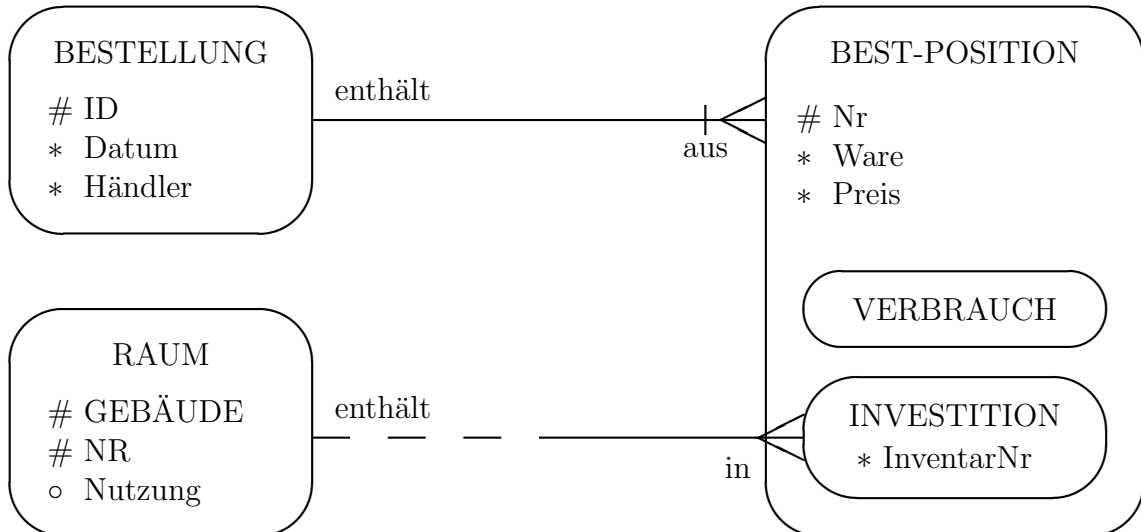 BESTELLUNG
# ID
* Datum
* Händler
enthält
aus
BEST-POSITION
# Nr
* Ware
* Preis
VERBRAUCH
INVESTITION
* InventarNr
RAUM
# GEBÄUDE
# NR
○ Nutzung
enthält
in